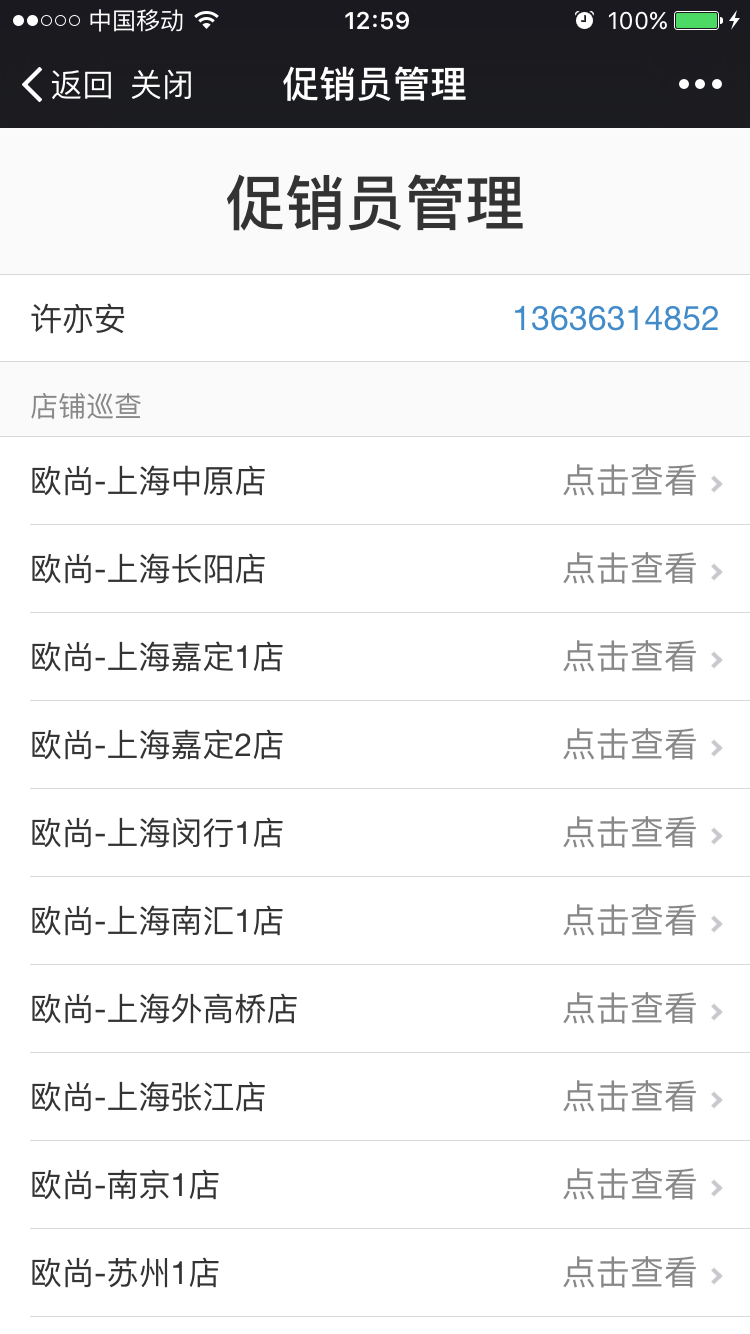 中国移动 12:59 100%
返回 关闭 促销员管理
促销员管理
许亦安 13636314852
店铺巡查
欧尚-上海中原店 点击查看
欧尚-上海长阳店 点击查看
欧尚-上海嘉定1店 点击查看
欧尚-上海嘉定2店 点击查看
欧尚-上海闵行1店 点击查看
欧尚-上海南汇1店 点击查看
欧尚-上海外高桥店 点击查看
欧尚-上海张江店 点击查看
欧尚-南京1店 点击查看
欧尚-苏州1店 点击查看